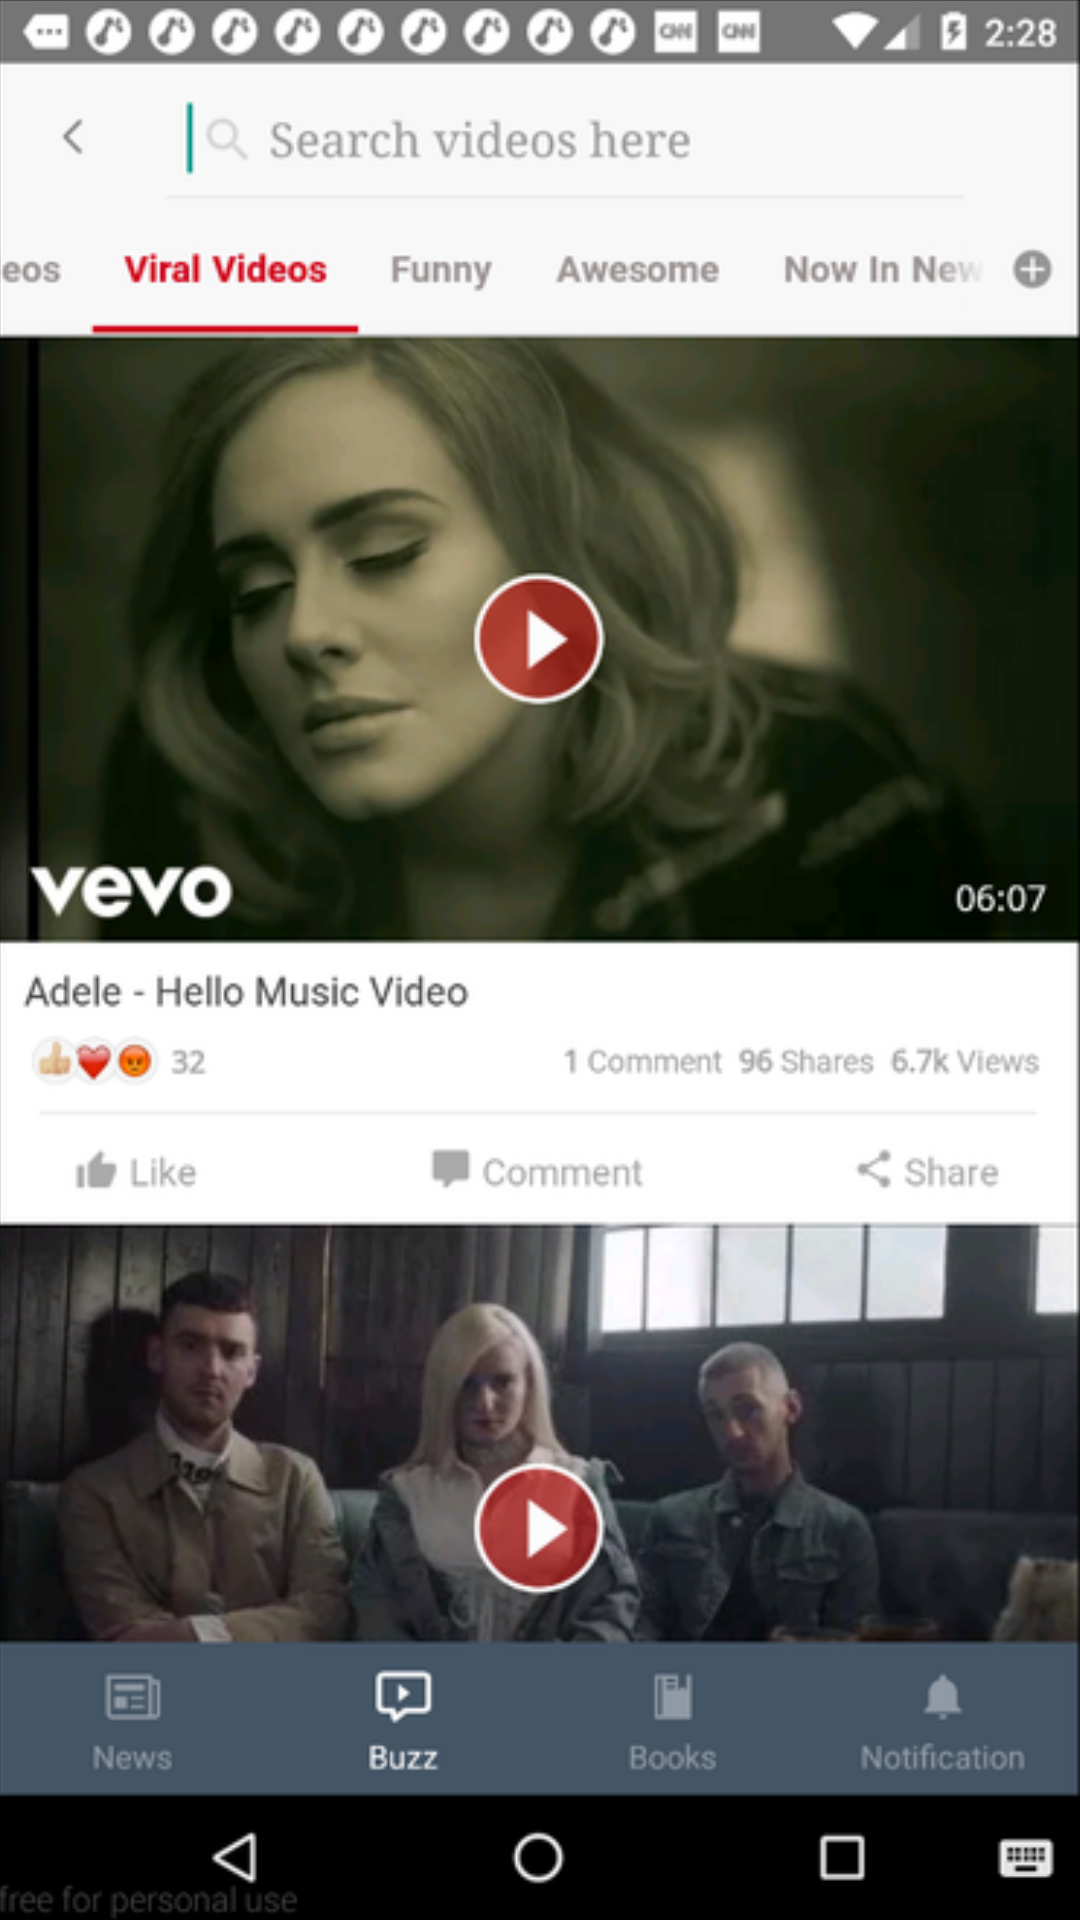 2:28
Search videos here
eos Viral Videos Funny Awesome Now In New
vevo
06:07
Adele - Hello Music Video
32 1 Comment 96 Shares 6.7k Views
Like Comment Share
News Buzz Books Notification
free for personal use